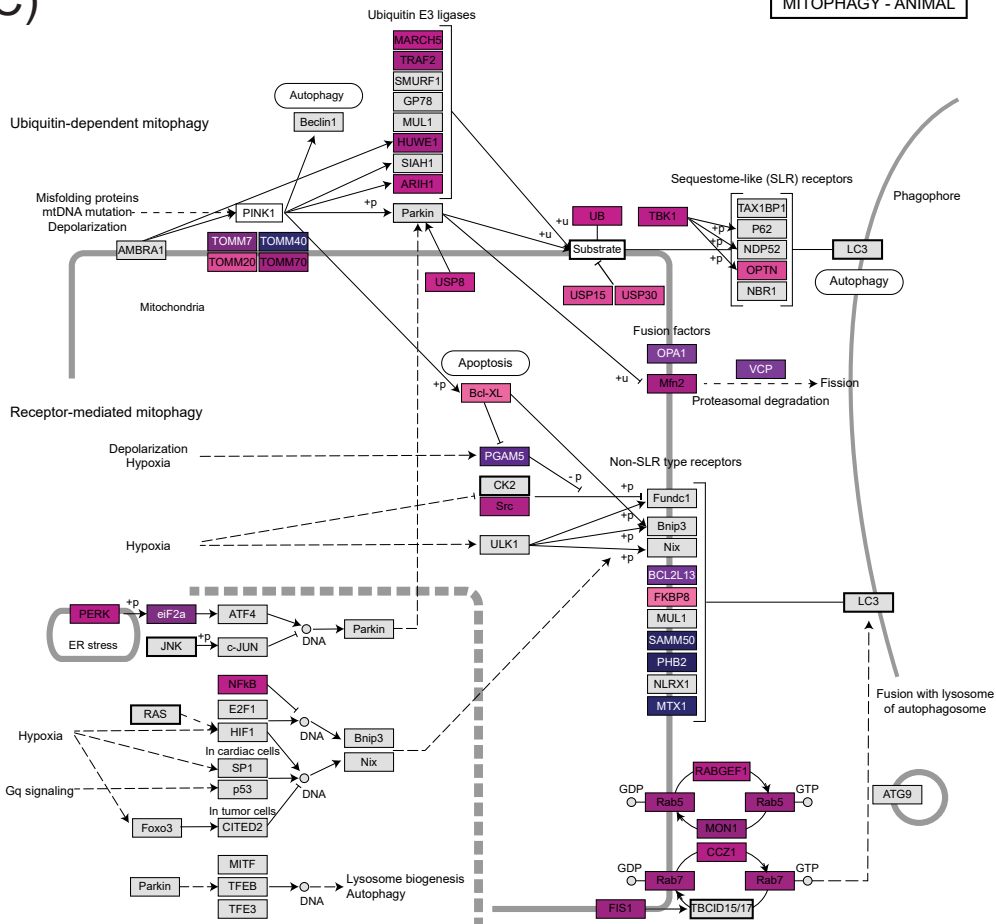 C)
MITOPHAGY - ANIMAL
Ubiquitin E3 ligases
MARCH5
TRAF2
SMURF1
GP78
MUL1
HUWE1
SIAH1
ARIH1
Autophagy
Beclin1
Ubiquitin-dependent mitophagy
Misfolding proteins
mtDNA mutation
Depolarization
PINK1
+p
Parkin
AMBRA1
TOMM7
TOMM40
TOMM20
TOMM70
Mitochondria
USP8
+u
+u
UB
Substrate
USP15
USP30
TBK1
Sequestome-like (SLR) receptors
+p
+p
+p
TAX1BP1
P62
NDP52
OPTN
NBR1
LC3
Autophagy
Phagophore
Fusion factors
OPA1
+u
Mfn2
VCP
Fission
Proteasomal degradation
Apoptosis
+p
Bcl-XL
Receptor-mediated mitophagy
Depolarization
Hypoxia
PGAM5
- p
CK2
Src
Hypoxia
ULK1
Non-SLR type receptors
+p
Fundc1
+p
Bnip3
+p
Nix
+p
BCL2L13
FKBP8
MUL1
SAMM50
PHB2
NLRX1
MTX1
LC3
Fusion with lysosome
of autophagosome
PERK
+p
eiF2a
ATF4
ER stress
JNK
+p
c-JUN
DNA
Parkin
NFkB
RAS
E2F1
HIF1
DNA
Hypoxia
In cardiac cells
SP1
p53
Bnip3
Nix
Gq signaling
DNA
In tumor cells
Foxo3
CITED2
MITF
Parkin
TFEB
DNA
Lysosome biogenesis
Autophagy
TFE3
RABGEF1
GDP
Rab5
Rab5
GTP
MON1
CCZ1
GDP
Rab7
Rab7
GTP
FIS1
TBCID15/17
ATG9